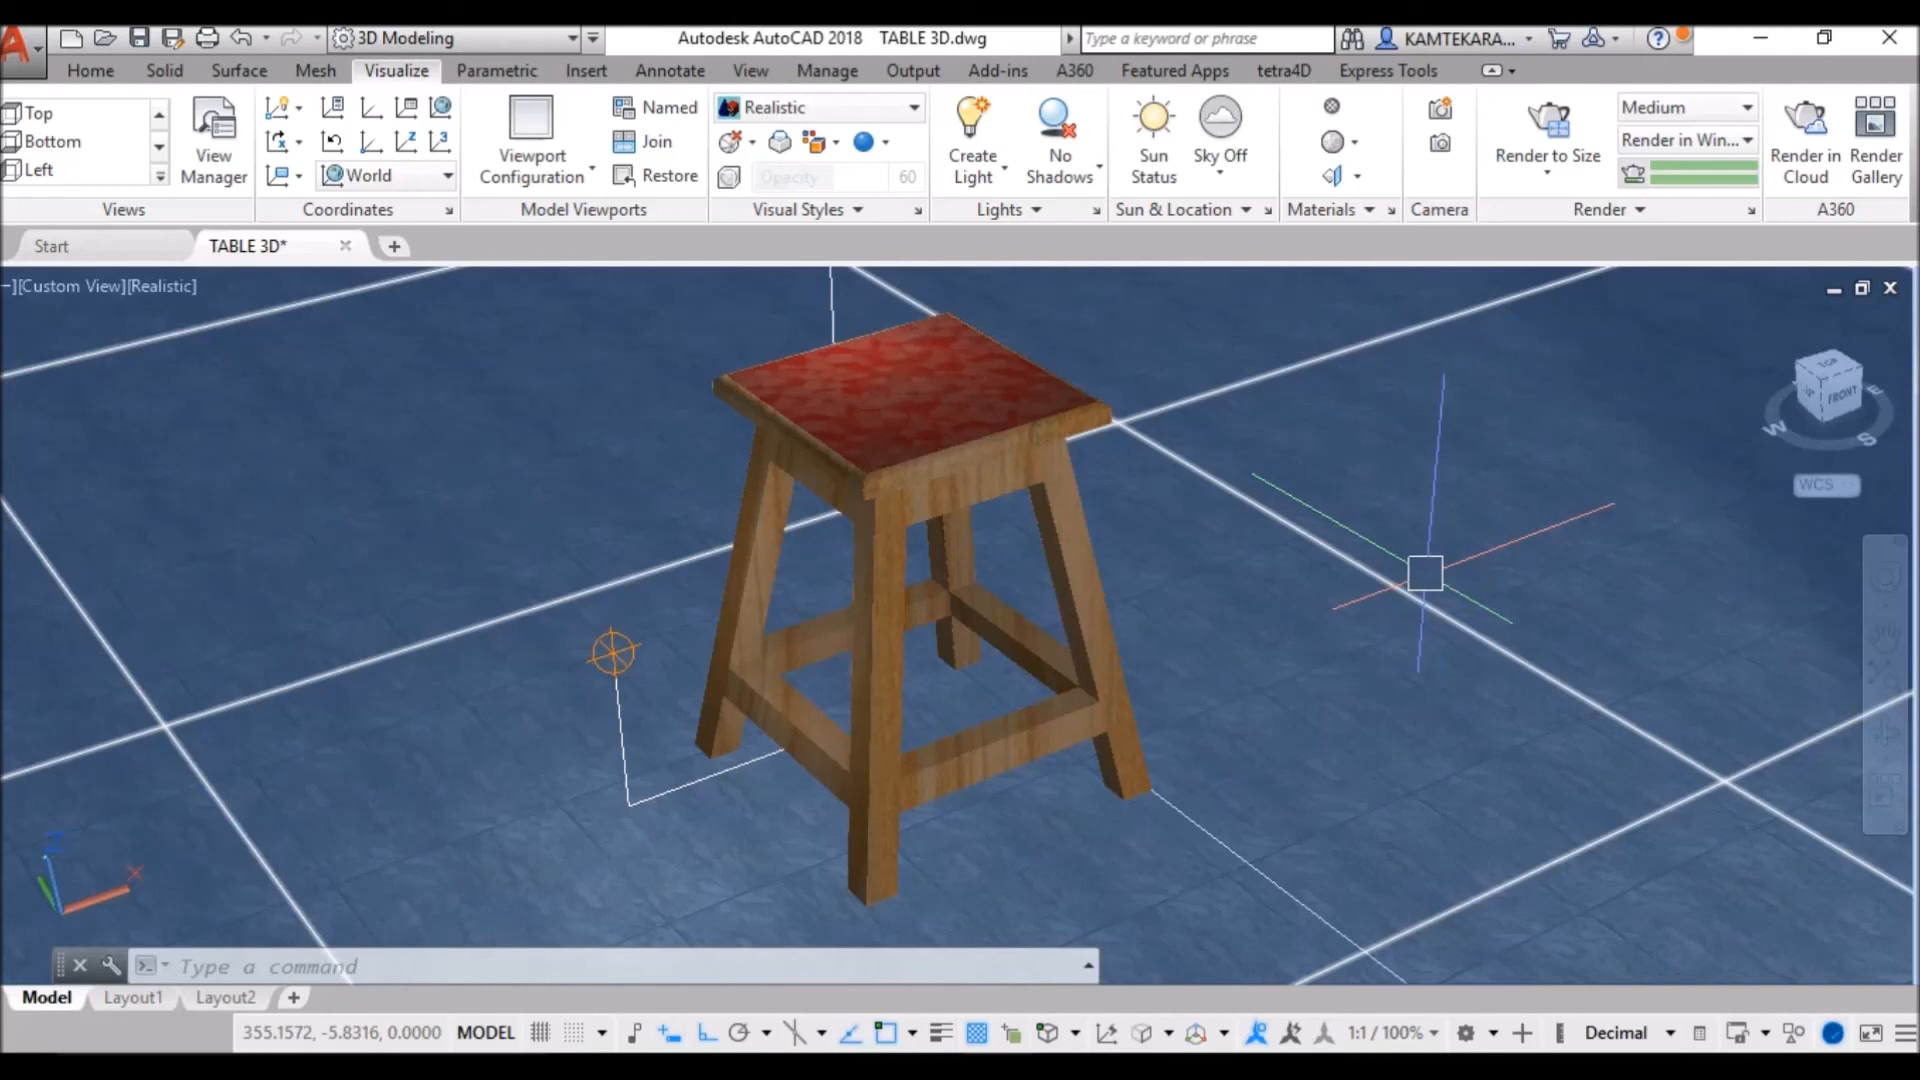 3D Modeling
Autodesk AutoCAD 2018 TABLE 3D.dwg
Type a keyword or phrase
KAMTEKARA...
Home Solid Surface Mesh Visualize Parametric Insert Annotate View Manage Output Add-ins A360 Featured Apps tetra4D Express Tools
Top
Bottom
Left
View
Manager
World
Viewport
Configuration
Named
Join
Restore
Realistic
Opacity 60
Create
Light
No
Shadows
Sun
Status
Sky Off
Render to Size
Medium
Render in Win...
Render in
Cloud
Render
Gallery
Views Coordinates Model Viewports Visual Styles Lights Sun & Location Materials Camera Render A360
Start TABLE 3D*
−][Custom View][Realistic]
TOP
FRONT
W
S
E
WCS
Z
X
Type a command
Model Layout1 Layout2
355.1572, -5.8316, 0.0000 MODEL 1:1 / 100% Decimal